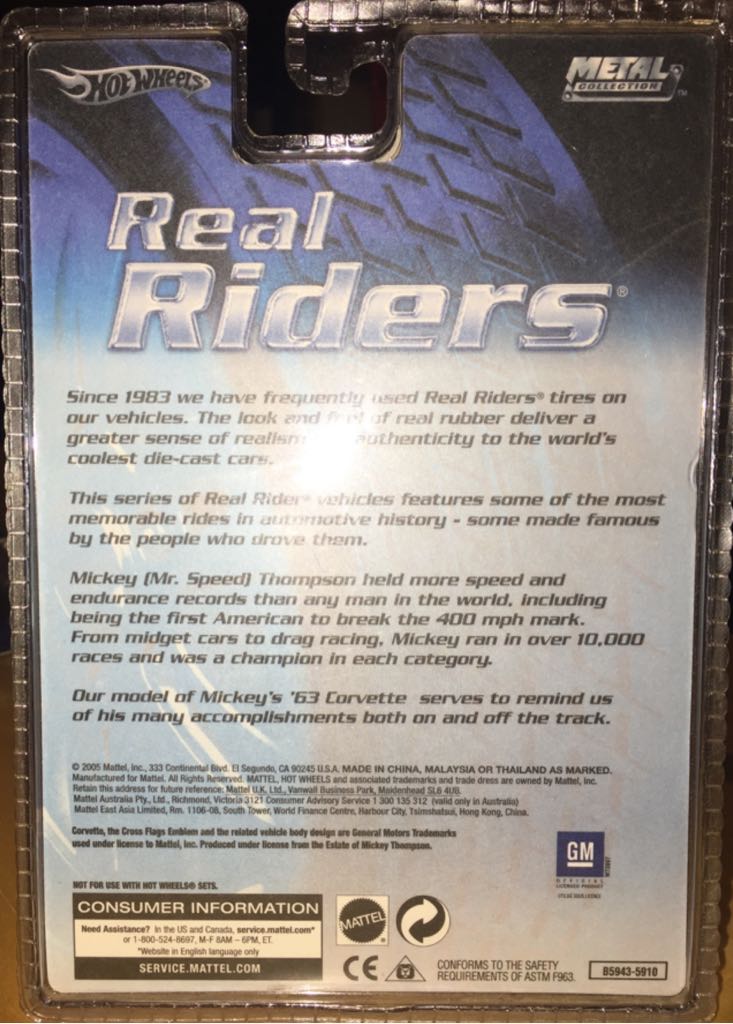 HOT WHEELS
METAL
COLLECTION TM
Real
Riders®
Since 1983 we have frequently used Real Riders® tires on
our vehicles. The look and feel of real rubber deliver a
greater sense of realism authenticity to the world's
coolest die-cast cars.
This series of Real Rider® vehicles features some of the most
memorable rides in automotive history - some made famous
by the people who drove them.
Mickey (Mr. Speed) Thompson held more speed and
endurance records than any man in the world, including
being the first American to break the 400 mph mark.
From midget cars to drag racing, Mickey ran in over 10,000
races and was a champion in each category.
Our model of Mickey's '63 Corvette serves to remind us
of his many accomplishments both on and off the track.
© 2005 Mattel, Inc., 333 Continental Blvd. El Segundo, CA 90245 U.S.A. MADE IN CHINA, MALAYSIA OR THAILAND AS MARKED.
Manufactured for Mattel. All Rights Reserved. MATTEL, HOT WHEELS and associated trademarks and trade dress are owned by Mattel, Inc.
Retain this address for future reference: Mattel U.K. Ltd., Vanwall Business Park, Maidenhead SL6 4UB.
Mattel Australia Pty., Ltd., Richmond, Victoria 3121 Consumer Advisory Service 1 300 135 312 (valid only in Australia)
Mattel East Asia Limited, Rm. 1106-08, South Tower, World Finance Centre, Harbour City, Tsimshatsui, Hong Kong, China.
Corvette, the Cross Flags Emblem and the related vehicle body design are General Motors Trademarks
used under license to Mattel, Inc. Produced under license from the Estate of Mickey Thompson.
GM
OFFICIAL
LICENSED PRODUCT
NOT FOR USE WITH HOT WHEELS® SETS.
CONSUMER INFORMATION
Need Assistance? In the US and Canada, service.mattel.com*
or 1-800-524-8697, M-F 8AM – 6PM, ET.
*Website in English language only
SERVICE.MATTEL.COM
MATTEL
®
CE
CONFORMS TO THE SAFETY
REQUIREMENTS OF ASTM F963.
B5943-5910